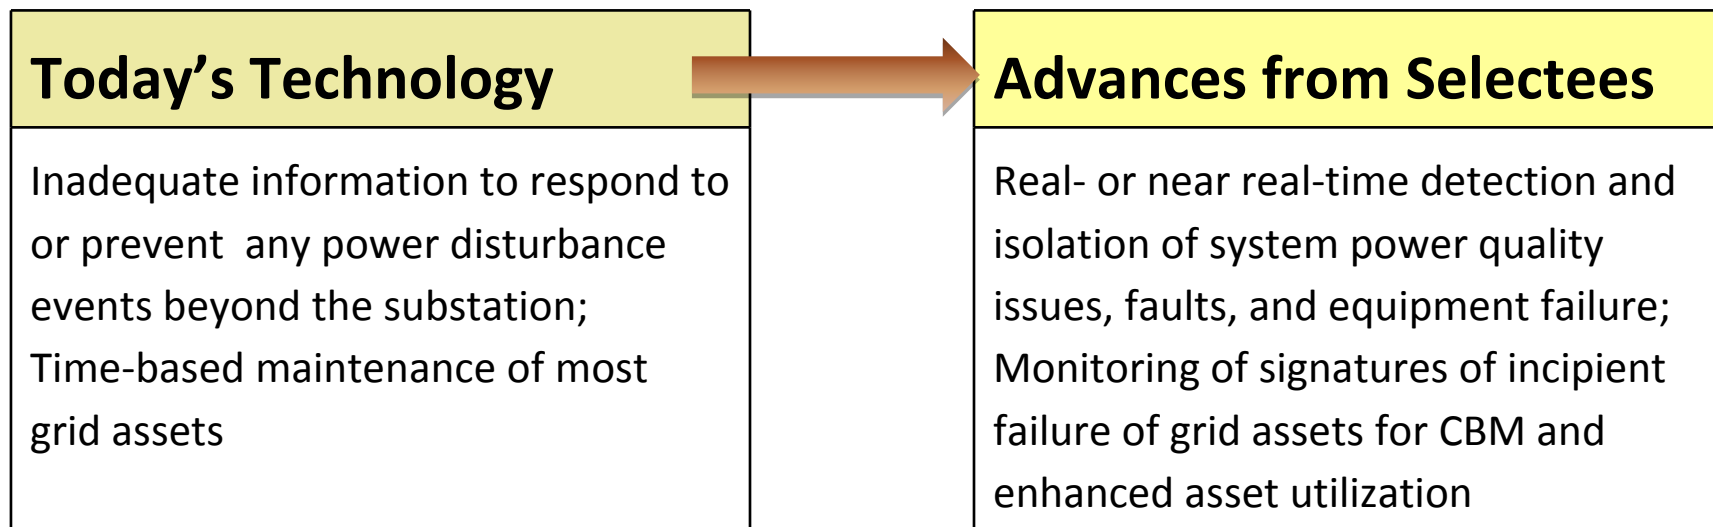 Today’s Technology
Inadequate information to respond to
or prevent  any power disturbance
events beyond the substation;
Time-based maintenance of most
grid assets
Advances from Selectees
Real- or near real-time detection and
isolation of system power quality
issues, faults, and equipment failure;
Monitoring of signatures of incipient
failure of grid assets for CBM and
enhanced asset utilization